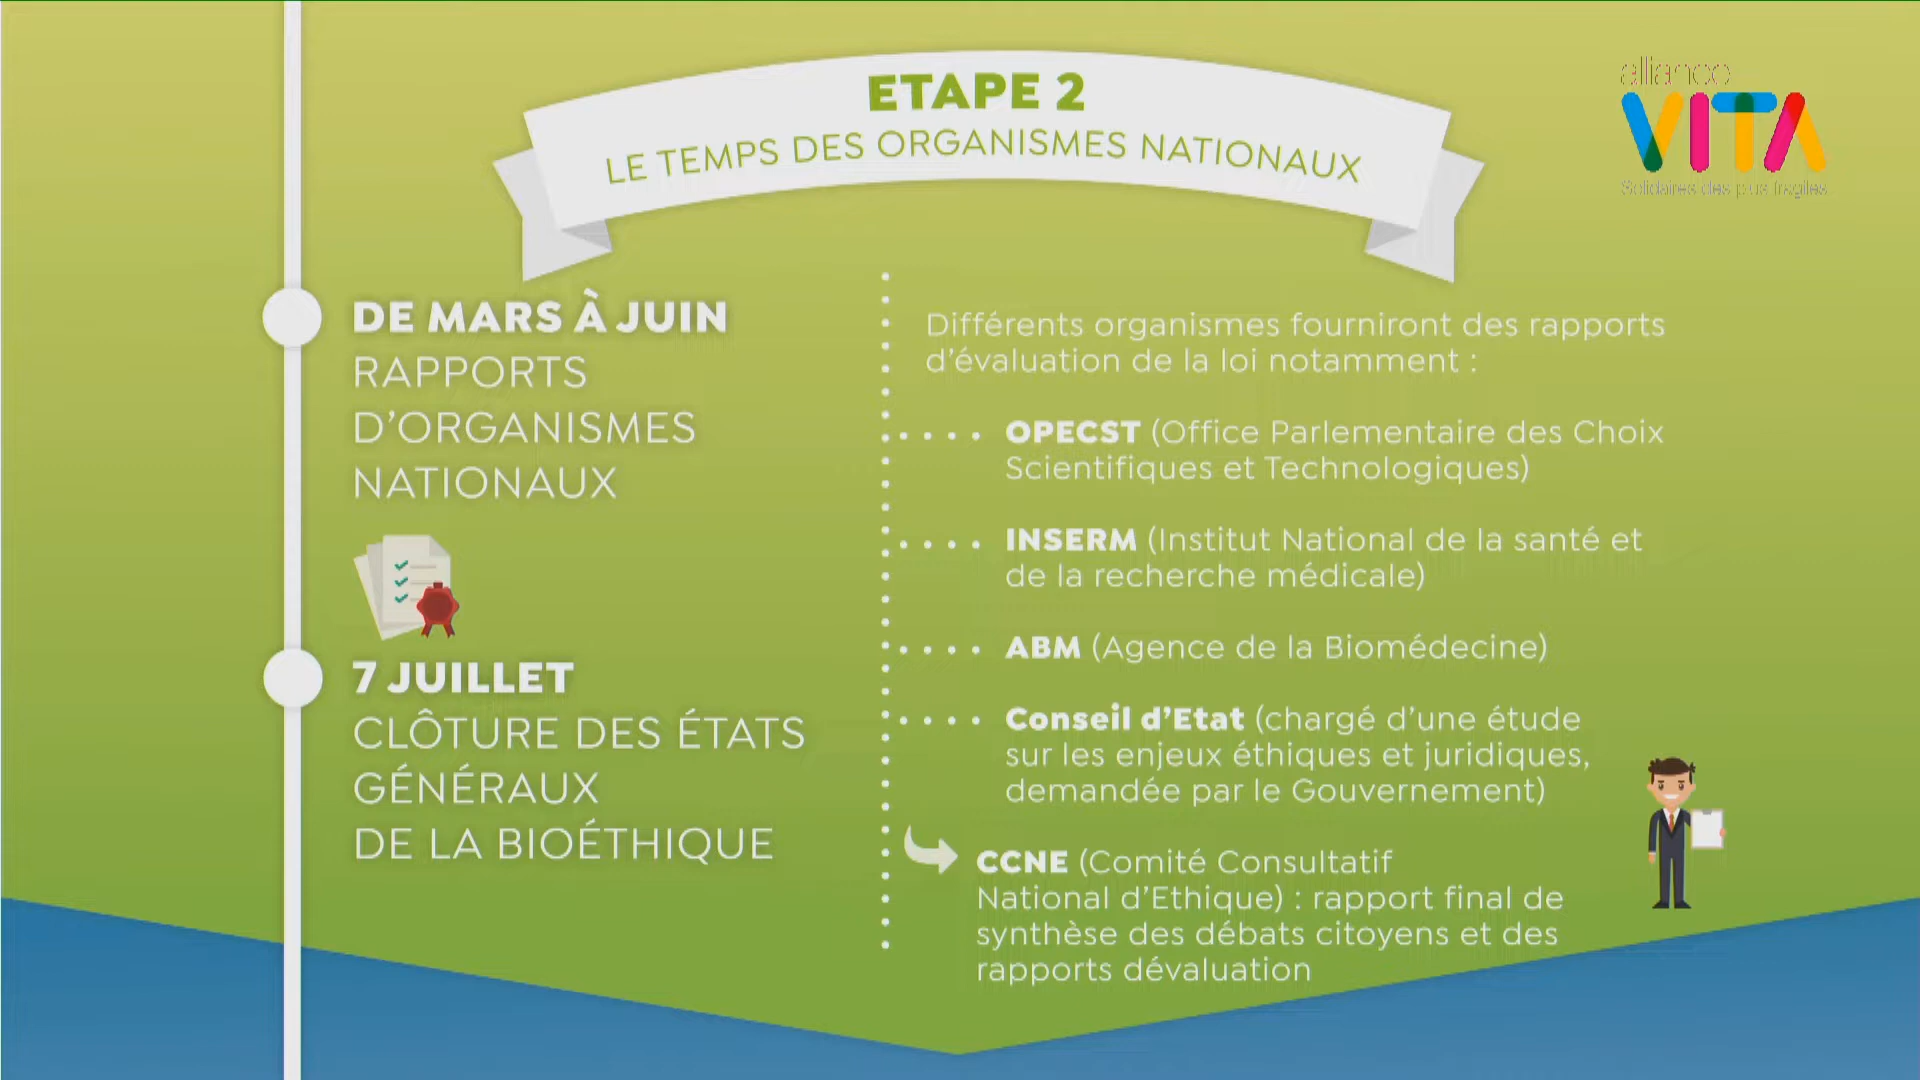 ETAPE 2
LE TEMPS DES ORGANISMES NATIONAUX
alliance
VITA
Solidaires des plus fragiles
DE MARS À JUIN
RAPPORTS
D'ORGANISMES
NATIONAUX
7 JUILLET
CLÔTURE DES ÉTATS
GÉNÉRAUX
DE LA BIOÉTHIQUE
Différents organismes fourniront des rapports
d'évaluation de la loi notamment :
OPECST (Office Parlementaire des Choix
Scientifiques et Technologiques)
INSERM (Institut National de la santé et
de la recherche médicale)
ABM (Agence de la Biomédecine)
Conseil d'Etat (chargé d'une étude
sur les enjeux éthiques et juridiques,
demandée par le Gouvernement)
CCNE (Comité Consultatif
National d'Ethique) : rapport final de
synthèse des débats citoyens et des
rapports dévaluation